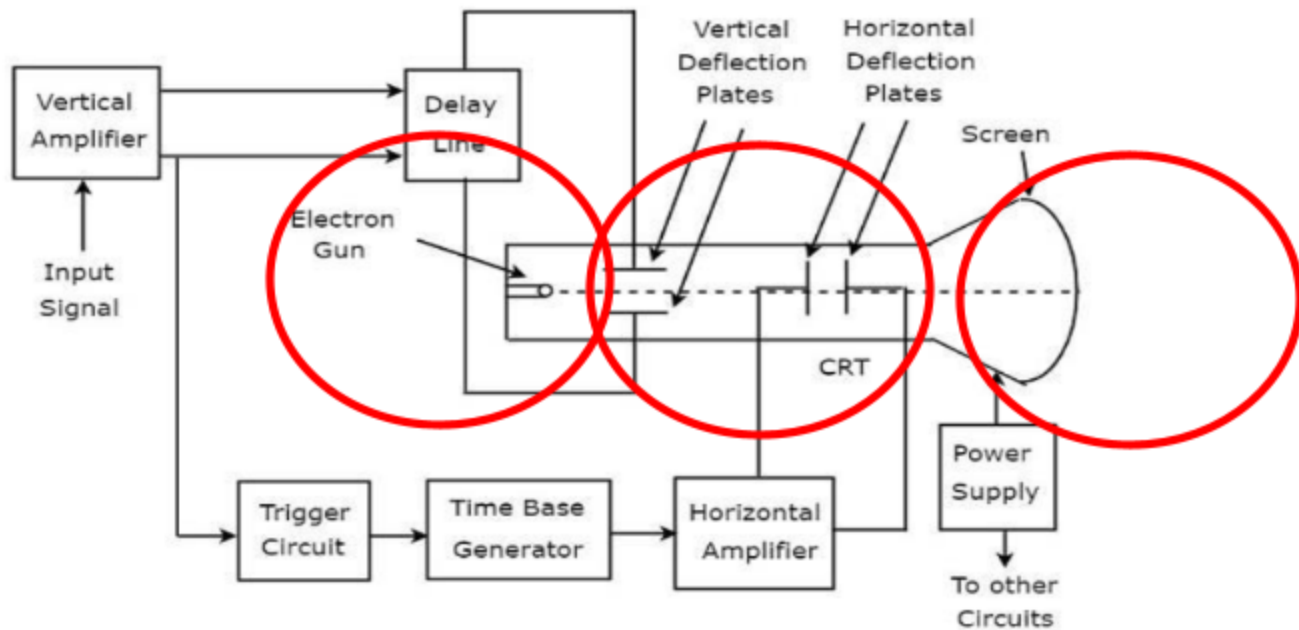 Vertical
Deflection
Plates
Horizontal
Deflection
Plates
Vertical
Amplifier
Delay
Line
Screen
Electron
Gun
Input
Signal
CRT
Power
Supply
Trigger
Circuit
Time Base
Generator
Horizontal
Amplifier
To other
Circuits